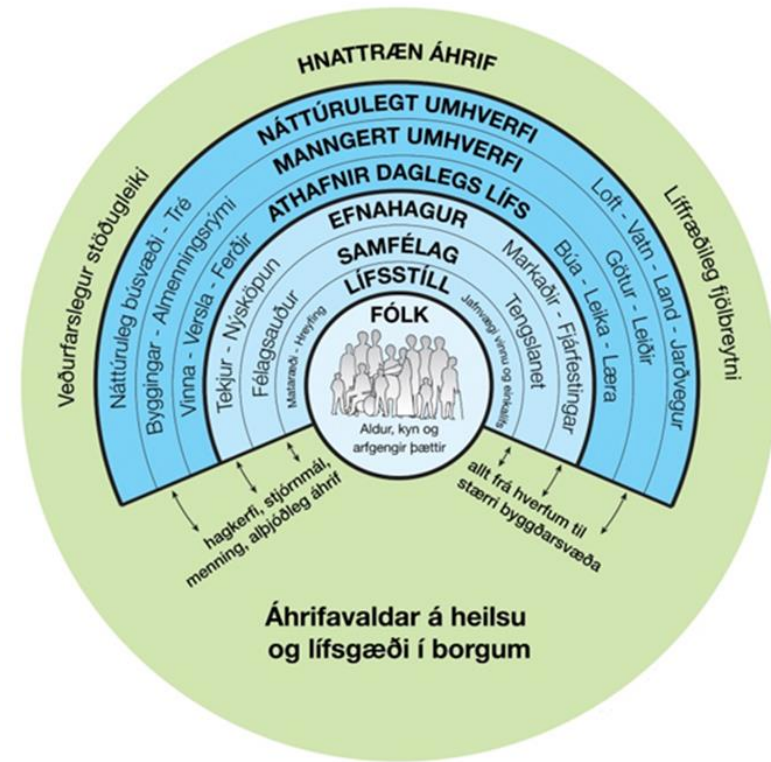 HNATTRÆN ÁHRIF
Veðurfarslegur stöðugleiki
Líffræðileg fjölbreytni
NÁTTÚRULEGT UMHVERFI
Náttúruleg búsvæði - Tré
Loft - Vatn - Land - Jarðvegur
MANNGERT UMHVERFI
Byggingar - Almenningsrými
Götur - Leiðir
ATHAFNIR DAGLEGS LÍFS
Vinna - Versla - Ferðir
Búa - Leika - Læra
EFNAHAGUR
Tekjur - Nýsköpun
Markaðir - Fjárfestingar
SAMFÉLAG
Félagsauður
Tengslanet
LÍFSSTÍLL
Mataræði - Hreyfing
Jafnvægi vinnu og einkalífs
FÓLK
Aldur, kyn og
arfgengir þættir
hagkerfi, stjórnmál,
menning, alþjóðleg áhrif
allt frá hverfum til
stærri byggðarsvæða
Áhrifavaldar á heilsu
og lífsgæði í borgum